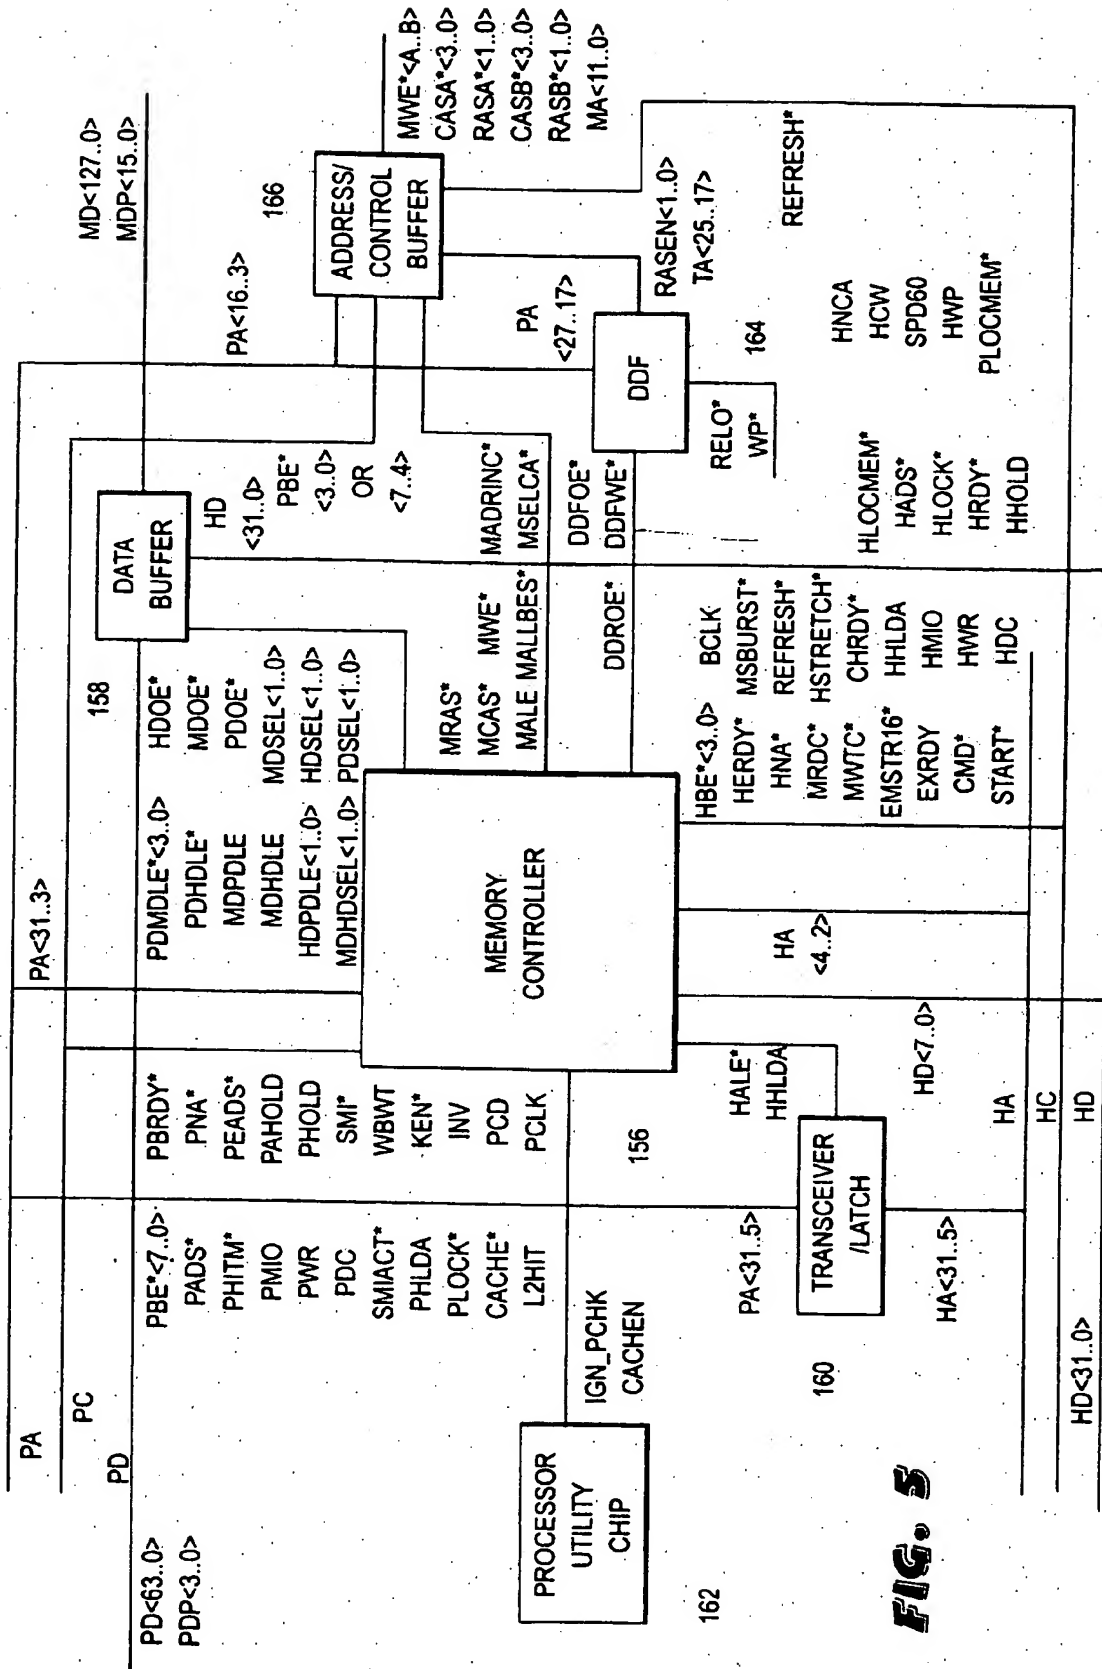 PD<63..0>
PDP<3..0>
PA
PC
PD
PA<31..3>
PBE*<7..0>
PADS*
PHITM*
PMIO
PWR
PDC
SMIACT*
PHLDA
PLOCK*
CACHE*
L2HIT
PBRDY*
PNA*
PEADS*
PAHOLD
PHOLD
SMI*
WBWT
KEN*
INV
PCD
PCLK
PDMDLE*<3..0>
PDHDLE*
MDPDLE
MDHDLE
HDPDLE<1..0>
MDHDSEL<1..0>
HDOE*
MDOE*
PDOE*
MDSEL<1..0>
HDSEL<1..0>
PDSEL<1..0>
158
DATA
BUFFER
MD<127..0>
MDP<15..0>
HD
<31..0>
PBE*
<3..0>
OR
<7..4>
PA<16..3>
166
ADDRESS/
CONTROL
BUFFER
MWE*<A..B>
CASA*<3..0>
RASA*<1..0>
CASB*<3..0>
RASB*<1..0>
MA<11..0>
MRAS*
MCAS* MWE*
MALE MALLBES*
MADRINC*
MSELCA*
PA
<27..17>
DDF
164
RASEN<1..0>
TA<25..17>
REFRESH*
DDROE*
DDFOE*
DDFWE*
RELO*
WP*
PROCESSOR
UTILITY
CHIP
162
IGN_PCHK
CACHEN
MEMORY
CONTROLLER
156
PA<31..5>
TRANSCEIVER
/LATCH
160
HALE*
HHLDA
HA<31..5>
HD<7..0>
HA
<4..2>
HBE*<3..0>
HERDY*
HNA*
MRDC*
MWTC*
EMSTR16*
EXRDY
CMD*
START*
BCLK
MSBURST*
REFRESH*
HSTRETCH*
CHRDY*
HHLDA
HMIO
HWR
HDC
HLOCMEM*
HADS*
HLOCK*
HRDY*
HHOLD
HNCA
HCW
SPD60
HWP
PLOCMEM*
HA
HC
HD
HD<31..0>
FIG. 5